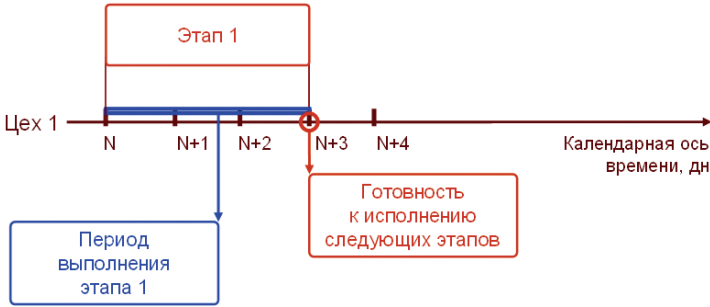 Этап 1
Цех 1
N
N+1
N+2
N+3
N+4
Календарная ось
времени, дн
Готовность
к исполнению
следующих этапов
Период
выполнения
этапа 1